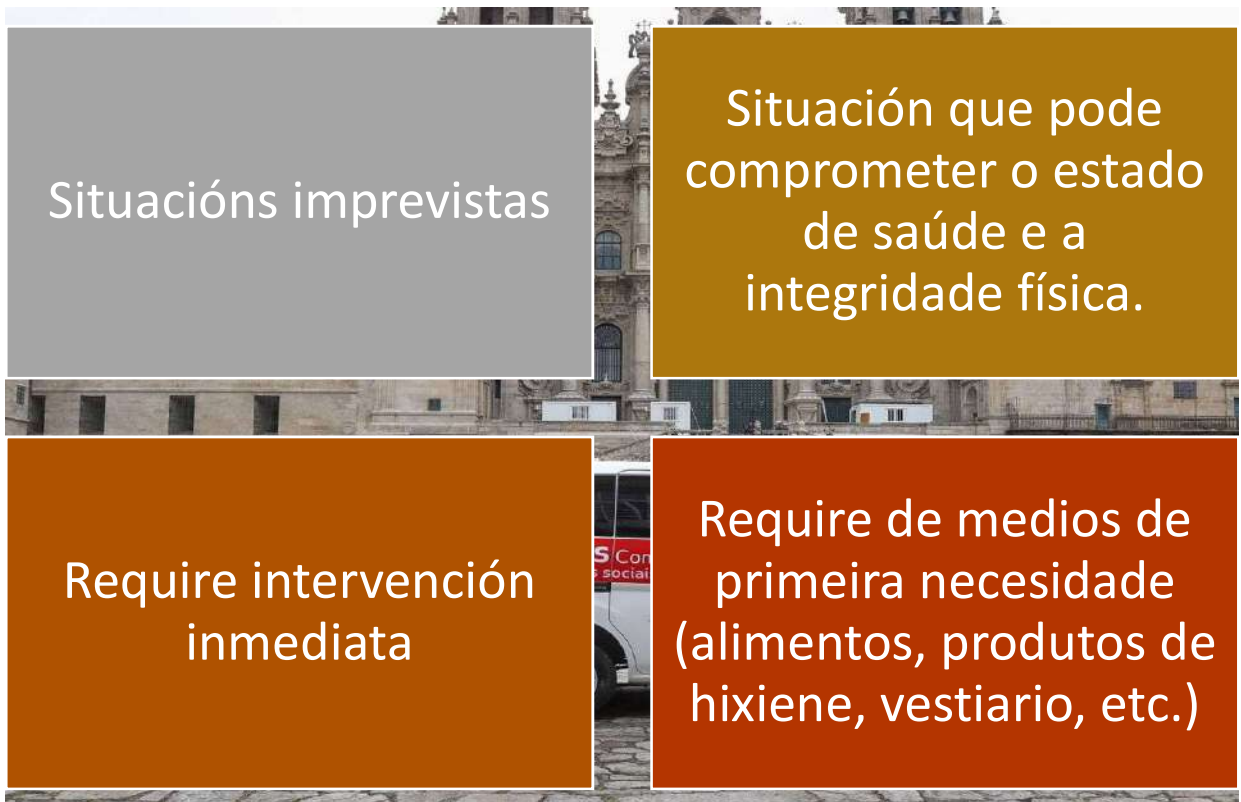 Situacións imprevistas
Situación que pode
comprometer o estado
de saúde e a
integridade física.
Require intervención
inmediata
Require de medios de
primeira necesidade
(alimentos, produtos de
hixiene, vestiario, etc.)